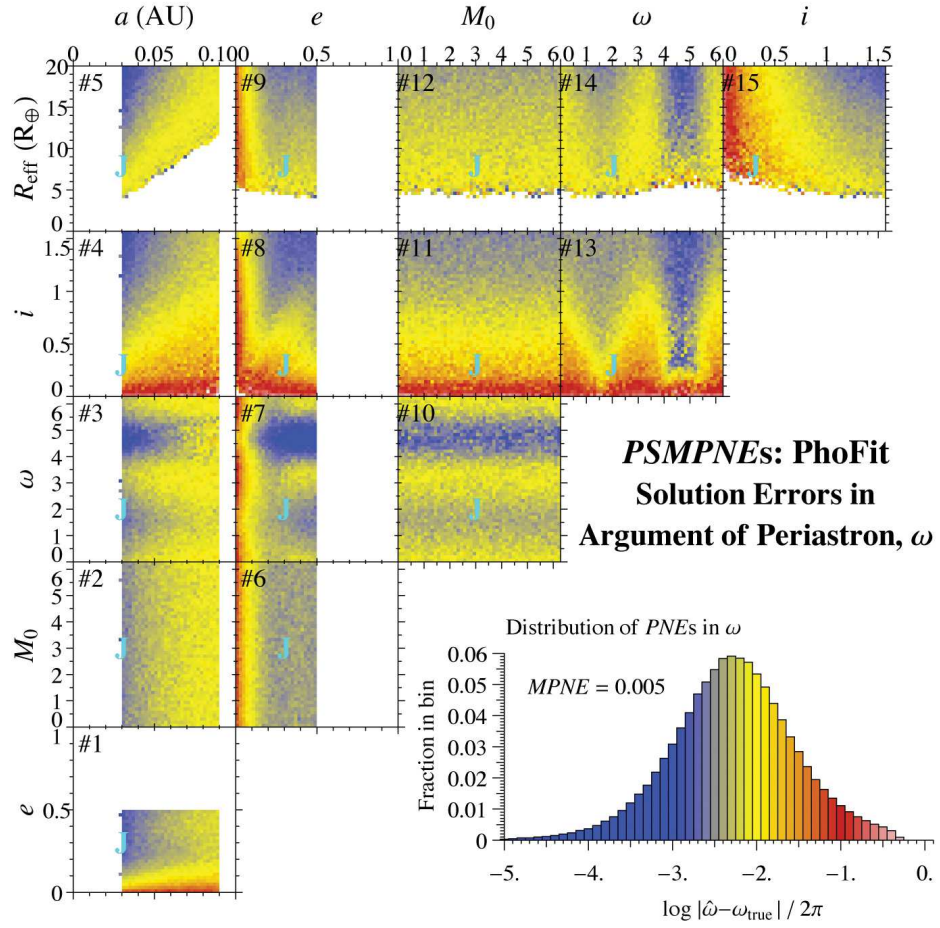 a (AU) e M₀ ω i
0 0.05 0.10 0 0.5 1 0 1 2 3 4 5 6 0 1 2 3 4 5 6 0 0.5 1 1.5
R_eff (R⊕) 20 15 10 5 0 #5 #9 #12 #14 #15
J J J J J
i 1.5 1 0.5 0 #4 #8 #11 #13
J J J J
ω 6 5 4 3 2 1 0 #3 #7 #10
J J J
PSMPNEs: PhoFit
Solution Errors in
Argument of Periastron, ω
M₀ 6 5 4 3 2 1 0 #2 #6
J J
e 1 0.5 0 #1
J
Distribution of PNEs in ω
MPNE = 0.005
Fraction in bin
0.06
0.05
0.04
0.03
0.02
0.01
0
-5. -4. -3. -2. -1. 0.
log |ω̂−ω_true| / 2π